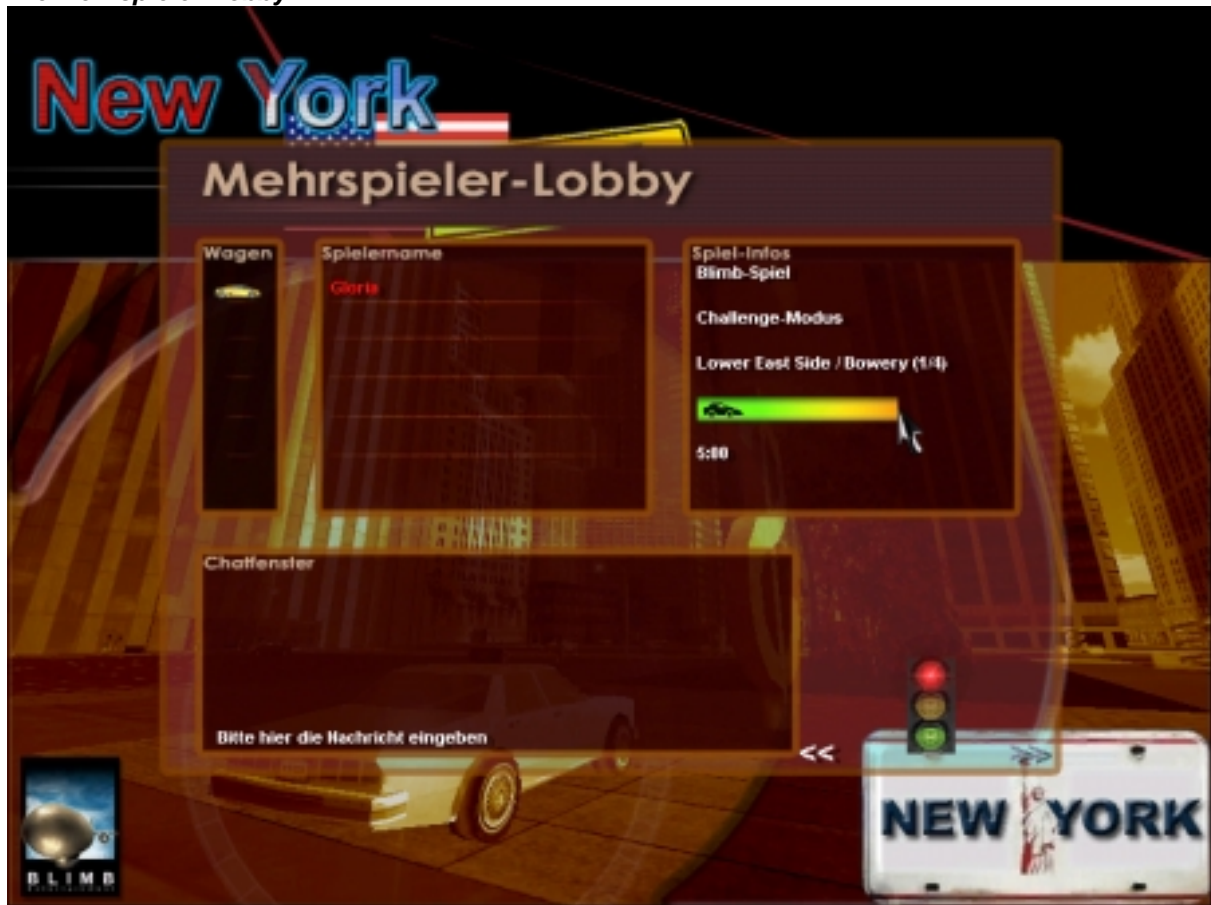 New York
Mehrspieler-Lobby
Wagen
Spielername
Spiel-Infos
Gloria
Blimb-Spiel
Challenge-Modus
Lower East Side / Bowery (1/4)
5:00
Chatfenster
Bitte hier die Nachricht eingeben
<<
>>
NEW YORK
BLIMB
Entertainment